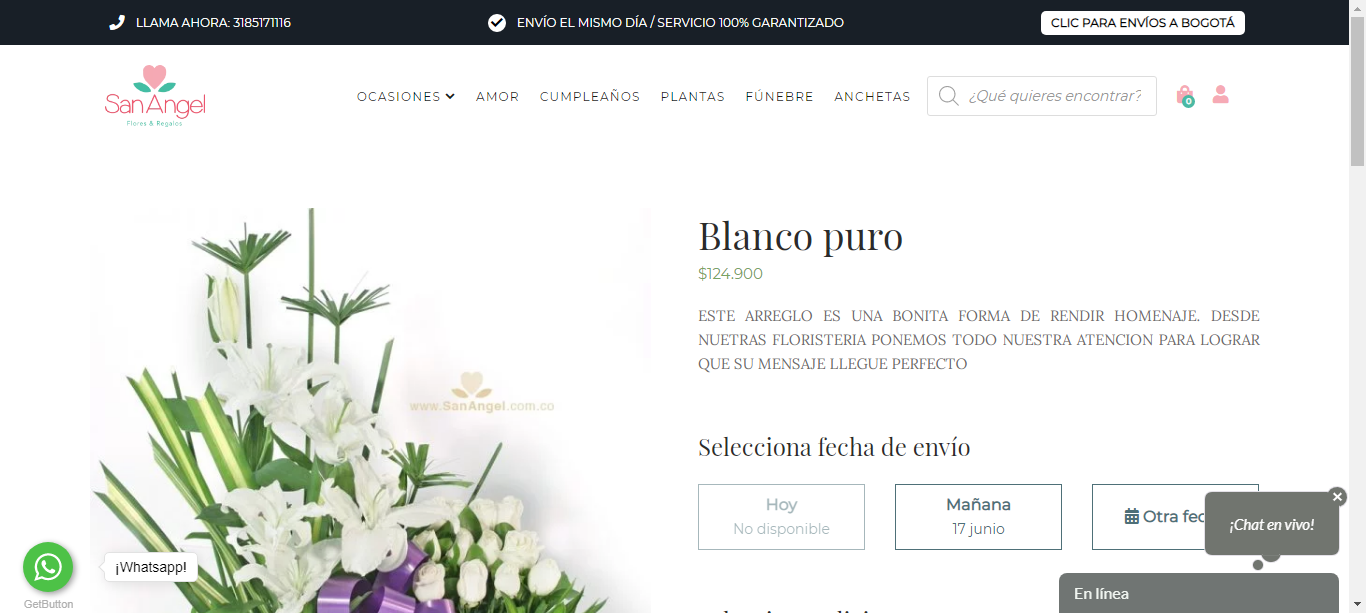 LLAMA AHORA: 3185171116
ENVÍO EL MISMO DÍA / SERVICIO 100% GARANTIZADO
CLIC PARA ENVÍOS A BOGOTÁ
SanAngel
Flores & Regalos
OCASIONES
AMOR
CUMPLEAÑOS
PLANTAS
FÚNEBRE
ANCHETAS
¿Qué quieres encontrar?
0
www.SanAngel.com.co
Blanco puro
$124.900
ESTE ARREGLO ES UNA BONITA FORMA DE RENDIR HOMENAJE. DESDE
NUETRAS FLORISTERIA PONEMOS TODO NUESTRA ATENCION PARA LOGRAR
QUE SU MENSAJE LLEGUE PERFECTO
Selecciona fecha de envío
Hoy
No disponible
Mañana
17 junio
Otra fec
¡Chat en vivo!
En línea
¡Whatsapp!
GetButton